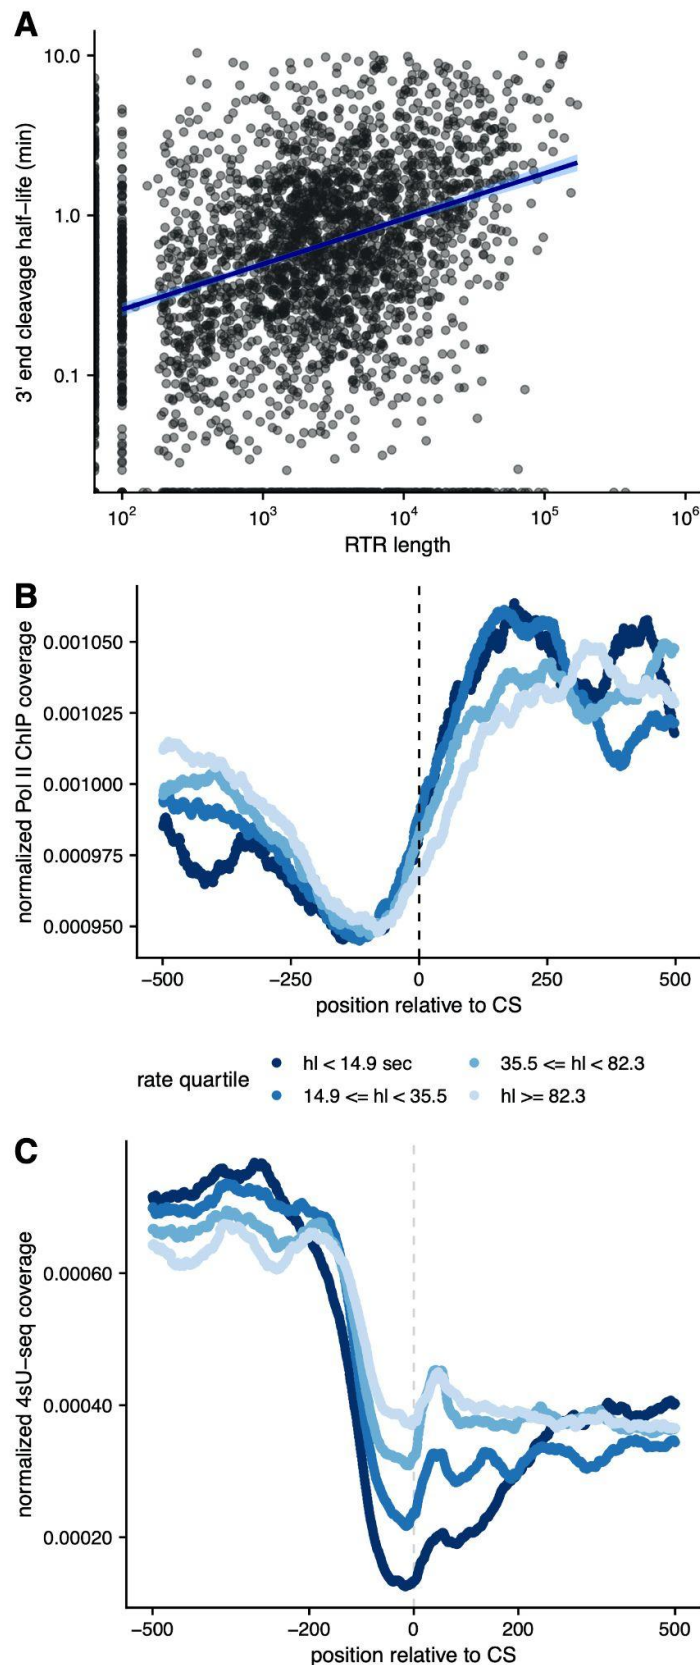 A
3' end cleavage half-life (min)
10.0
1.0
0.1
10²
10³
10⁴
10⁵
10⁶
RTR length
B
normalized Pol II ChIP coverage
0.001050
0.001025
0.001000
0.000975
0.000950
−500
−250
0
250
500
position relative to CS
rate quartile
hl < 14.9 sec
35.5 <= hl < 82.3
14.9 <= hl < 35.5
hl >= 82.3
C
normalized 4sU−seq coverage
0.00060
0.00040
0.00020
−500
−200
0
200
500
position relative to CS